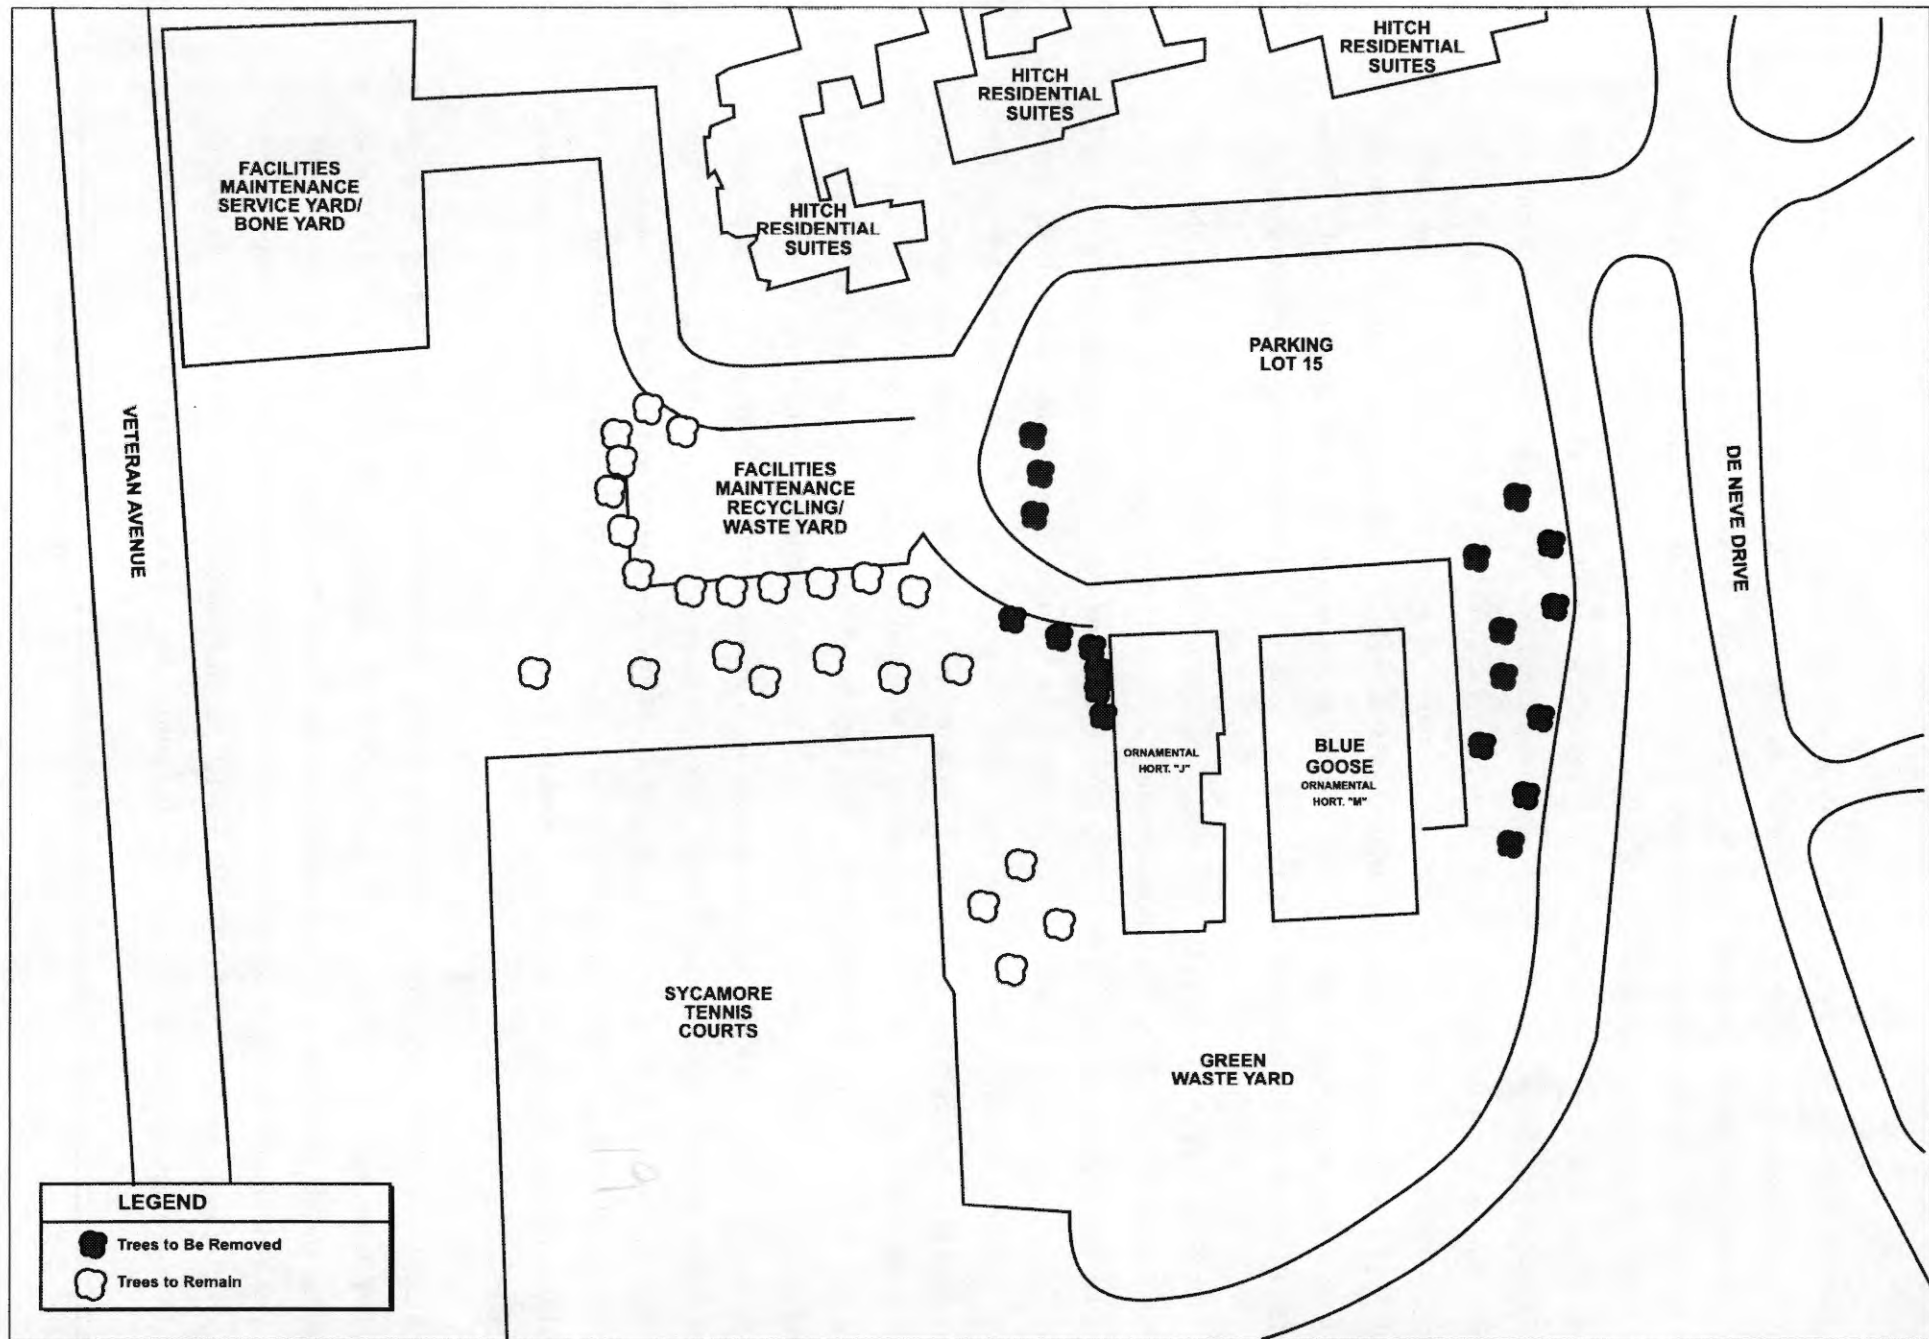 HITCH
RESIDENTIAL
SUITES
HITCH
RESIDENTIAL
SUITES
FACILITIES
MAINTENANCE
SERVICE YARD/
BONE YARD
HITCH
RESIDENTIAL
SUITES
PARKING
LOT 15
VETERAN AVENUE
FACILITIES
MAINTENANCE
RECYCLING/
WASTE YARD
DE NEVE DRIVE
ORNAMENTAL
HORT. "J"
BLUE
GOOSE
ORNAMENTAL
HORT. "M"
SYCAMORE
TENNIS
COURTS
GREEN
WASTE YARD
LEGEND
Trees to Be Removed
Trees to Remain